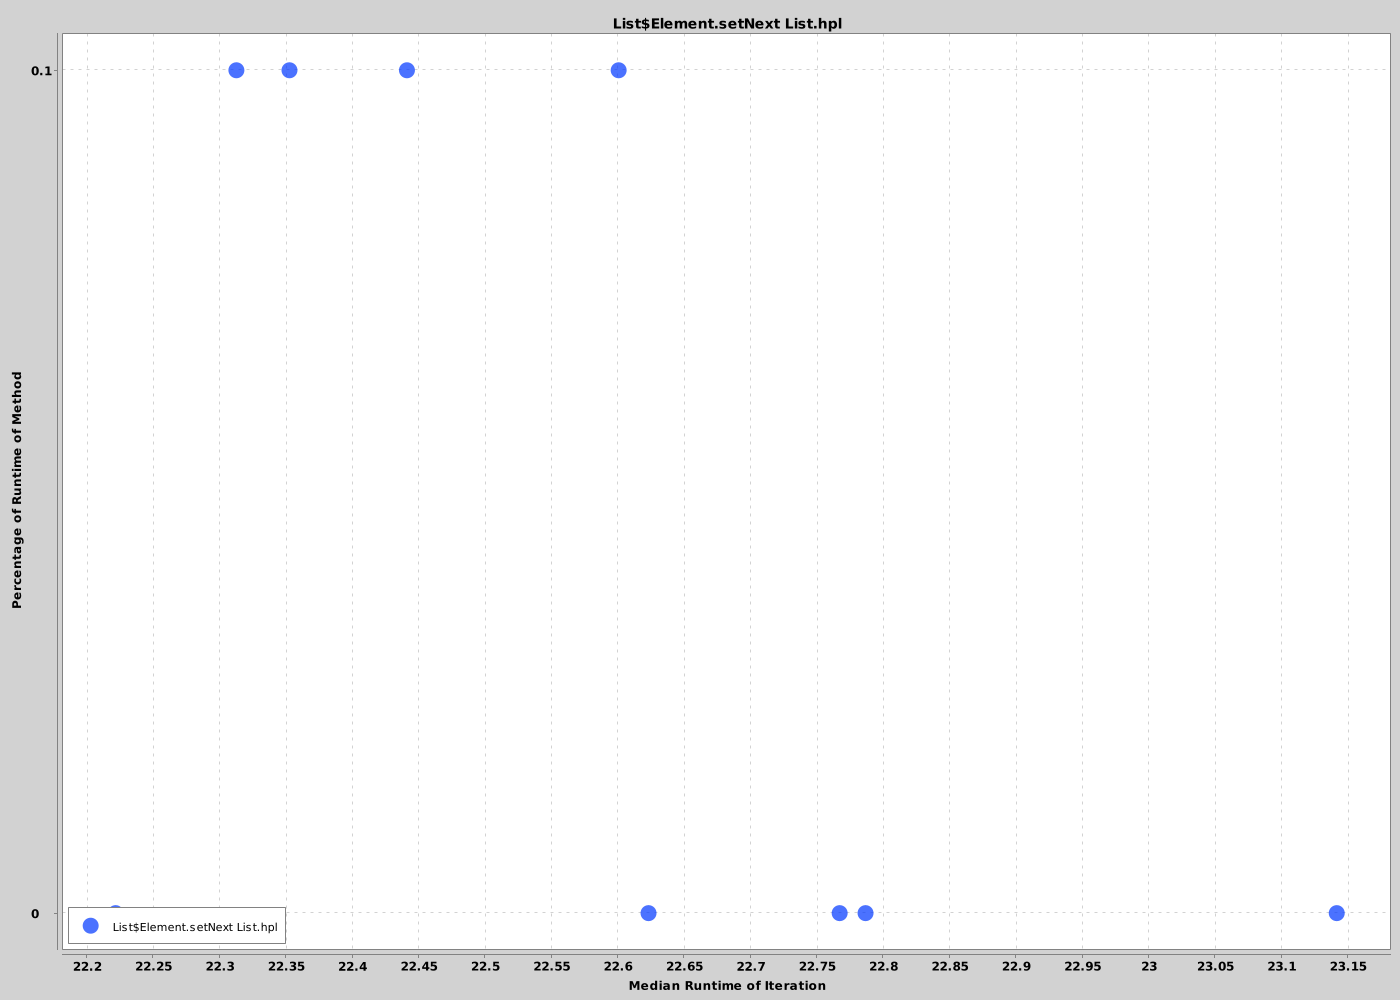 List$Element.setNext List.hpl
0.1
Percentage of Runtime of Method
0
List$Element.setNext List.hpl
22.2 22.25 22.3 22.35 22.4 22.45 22.5 22.55 22.6 22.65 22.7 22.75 22.8 22.85 22.9 22.95 23 23.05 23.1 23.15
Median Runtime of Iteration